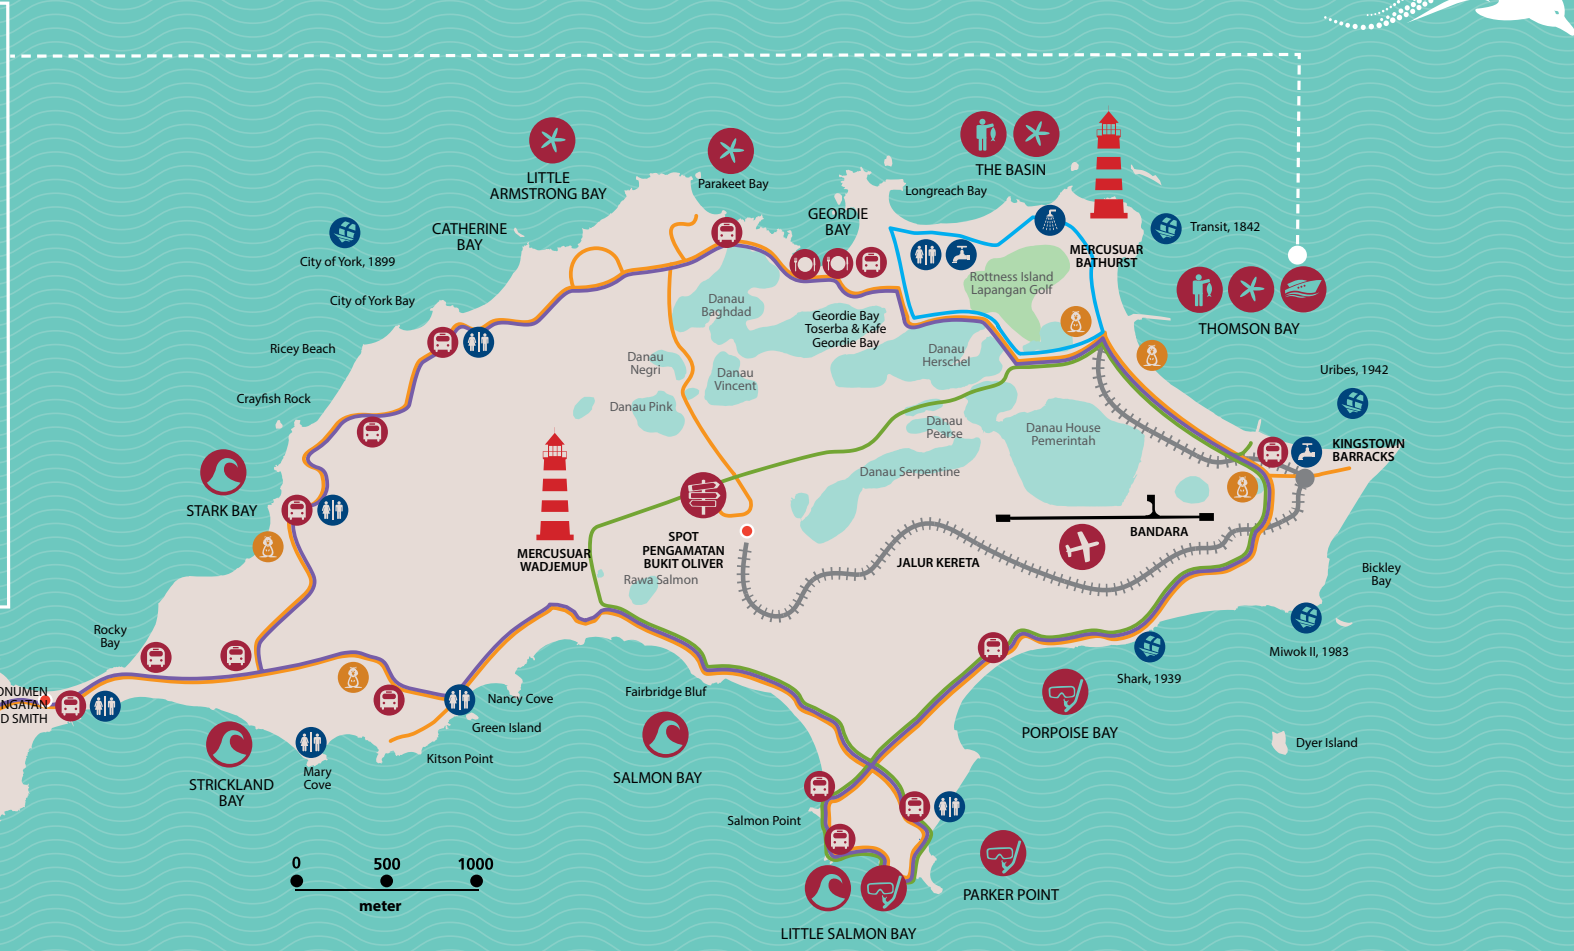 LITTLE
ARMSTRONG BAY
Parakeet Bay
THE BASIN
Longreach Bay
GEORDIE
BAY
CATHERINE
BAY
City of York, 1899
City of York Bay
Ricey Beach
Crayfish Rock
STARK BAY
MERCUSUAR
BATHURST
Transit, 1842
THOMSON BAY
Rottness Island
Lapangan Golf
Danau
Baghdad
Geordie Bay
Toserba & Kafe
Geordie Bay
Danau
Herschel
Danau
Negri
Danau
Vincent
Danau Pink
Danau
Pearse
Danau House
Pemerintah
Danau Serpentine
Uribes, 1942
KINGSTOWN
BARRACKS
BANDARA
MERCUSUAR
WADJEMUP
SPOT
PENGAMATAN
BUKIT OLIVER
Rawa Salmon
JALUR KERETA
Bickley
Bay
Miwok II, 1983
Shark, 1939
PORPOISE BAY
Dyer Island
Rocky
Bay
ONUMEN
NGATAN
D SMITH
Nancy Cove
Green Island
Kitson Point
Fairbridge Bluf
STRICKLAND
BAY
Mary
Cove
SALMON BAY
Salmon Point
PARKER POINT
LITTLE SALMON BAY
0 500 1000
meter